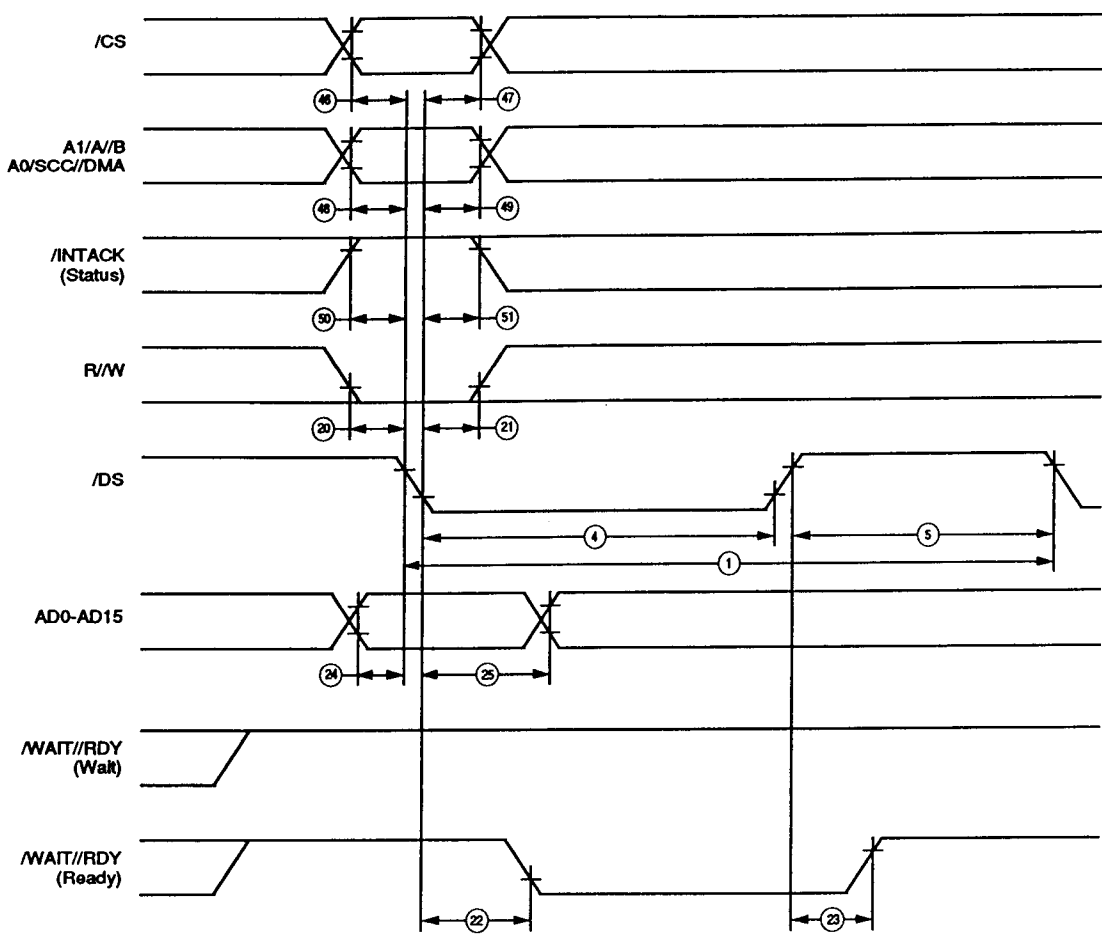 /CS
46
47
A1/A//B
A0/SCC//DMA
48
49
/INTACK
(Status)
50
51
R//W
20
21
/DS
4
5
1
AD0-AD15
24
25
/WAIT//RDY
(Wait)
/WAIT//RDY
(Ready)
22
23